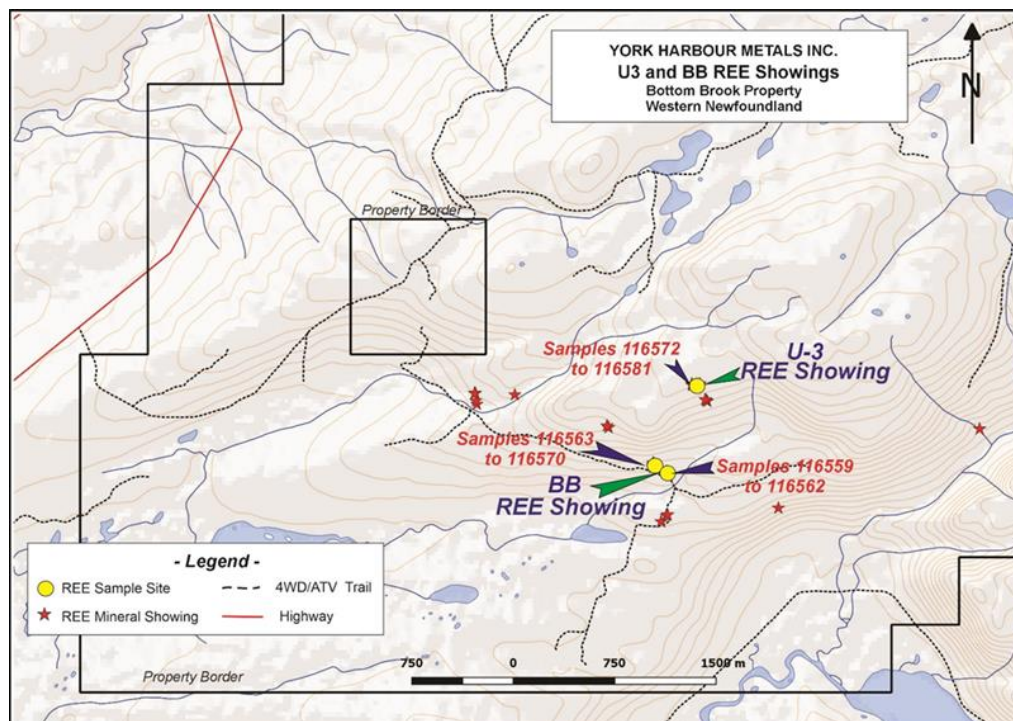 YORK HARBOUR METALS INC.
U3 and BB REE Showings
Bottom Brook Property
Western Newfoundland
N
Property Border
Samples 116572
to 116581
U-3
REE Showing
Samples 116563
to 116570
Samples 116559
to 116562
BB
REE Showing
- Legend -
REE Sample Site
4WD/ATV Trail
REE Mineral Showing
Highway
750 0 750 1500 m
Property Border